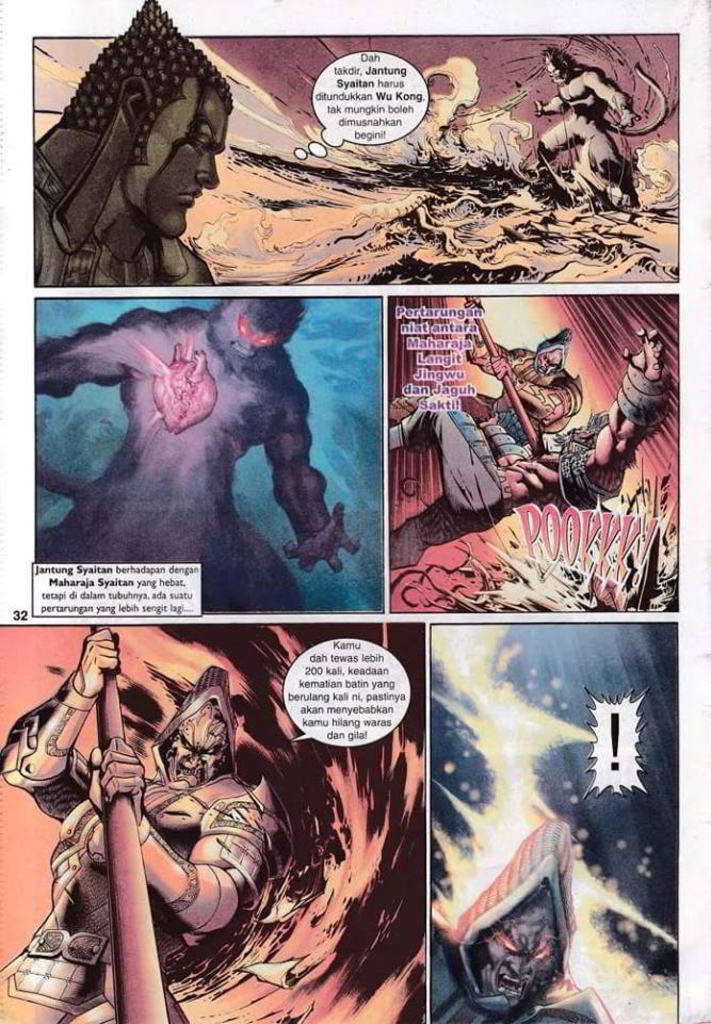 Dah
takdir, Jantung
Syaitan harus
ditundukkan Wu Kong,
tak mungkin boleh
dimusnahkan
begini!
Pertarungan
niat antara
Maharaja
Langit
Jingwu
dan Jaguh
Sakti!
POOKKK!
Jantung Syaitan berhadapan dengan
Maharaja Syaitan yang hebat,
tetapi di dalam tubuhnya, ada suatu
pertarungan yang lebih sengit lagi....
32
Kamu
dah tewas lebih
200 kali, keadaan
kematian batin yang
berulang kali ni, pastinya
akan menyebabkan
kamu hilang waras
dan gila!
!